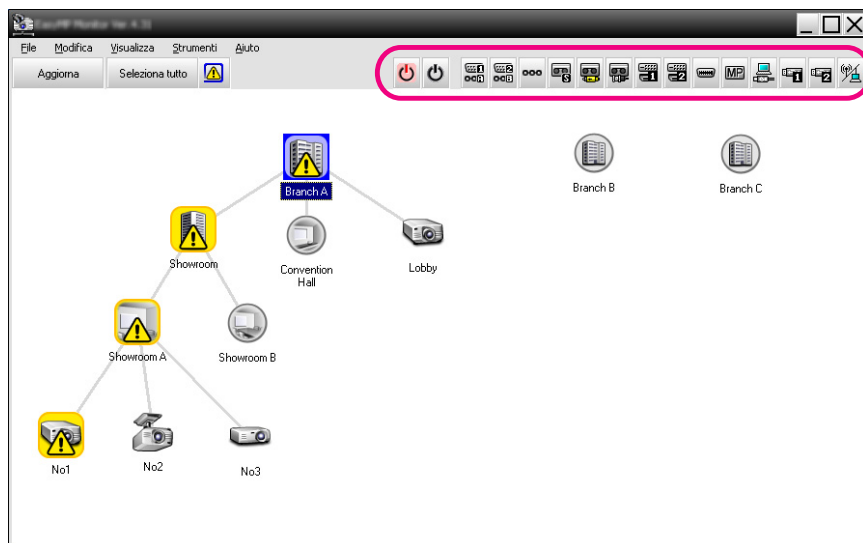 File Modifica Visualizza Strumenti Aiuto
Aggiorna Seleziona tutto
MP
Branch A
Branch B
Branch C
Showroom
Convention
Hall
Lobby
Showroom A
Showroom B
No1
No2
No3